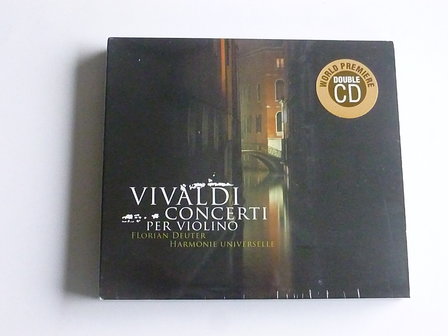 WORLD PREMIERE
DOUBLE
CD
VIVALDI
CONCERTI
PER VIOLINO
FLORIAN DEUTER
HARMONIE UNIVERSELLE